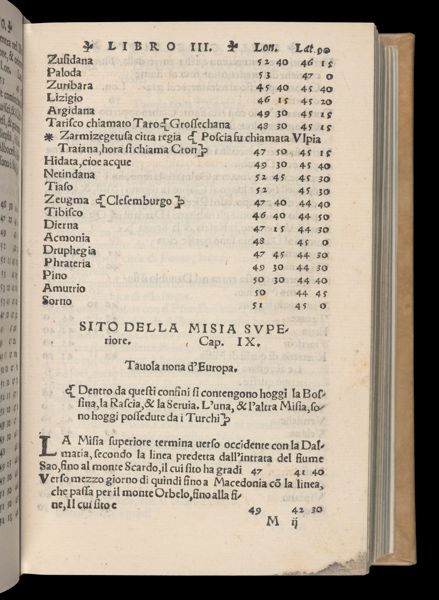 LIBRO III. Lon. Lat. 90
Zusidana 52 40 46 15
Paloda 53 47 0
Zuribara 45 40 45 40
Lizigio 46 15 45 20
Argidana 49 30 45 15
Tarisco chiamato Taro{Grossechana 48 30 45 15
* Zarmizegetusa citta regia { Poscia fu chiamata Vlpia
Traiana, hora si chiama Cron} 47 50 45 15
Hidata, cioe acque 49 30 45 40
Netindana 52 45 45 30
Tiaso 52 45 30
Zeugma {Clesemburgo} 47 40 44 40
Tibisco 46 40 44 50
Dierna 47 15 44 30
Acmonia 48 45 0
Druphegia 47 45 44 30
Phrateria 49 30 44 30
Pino 50 30 44 40
Amutrio 50 44 45
Sorno 51 45 0
SITO DELLA MISIA SVPE-
riore. Cap. IX.
Tauola nona d'Europa.
{ Dentro da questi confini si contengono hoggi la Bos-
sina, la Rascia, & la Seruia. L'una, & l'altra Misia, so-
no hoggi possedute da i Turchi}
LA Misia superiore termina uerso occidente con la Dal-
matia, secondo la linea predetta dall'intrata del fiume
Sao, fino al monte Scardo, il cui sito ha gradi 47 41 40
Verso mezzo giorno di quindi fino a Macedonia cō la linea,
che passa per il monte Orbelo, fino alla fi-
ne, Il cui sito e 49 42 30
M ij